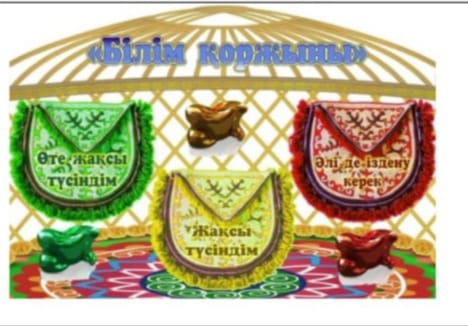 «Білім қоржыны»
Өте жақсы
түсіндім
Жақсы
түсіндім
Әлі де іздену
керек